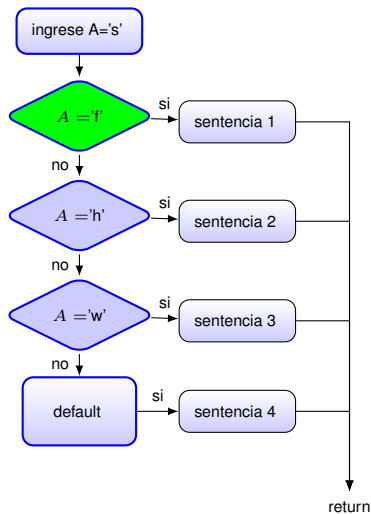 ingrese A='s'
A ='f'
si
sentencia 1
no
A ='h'
si
sentencia 2
no
A ='w'
si
sentencia 3
no
default
si
sentencia 4
return